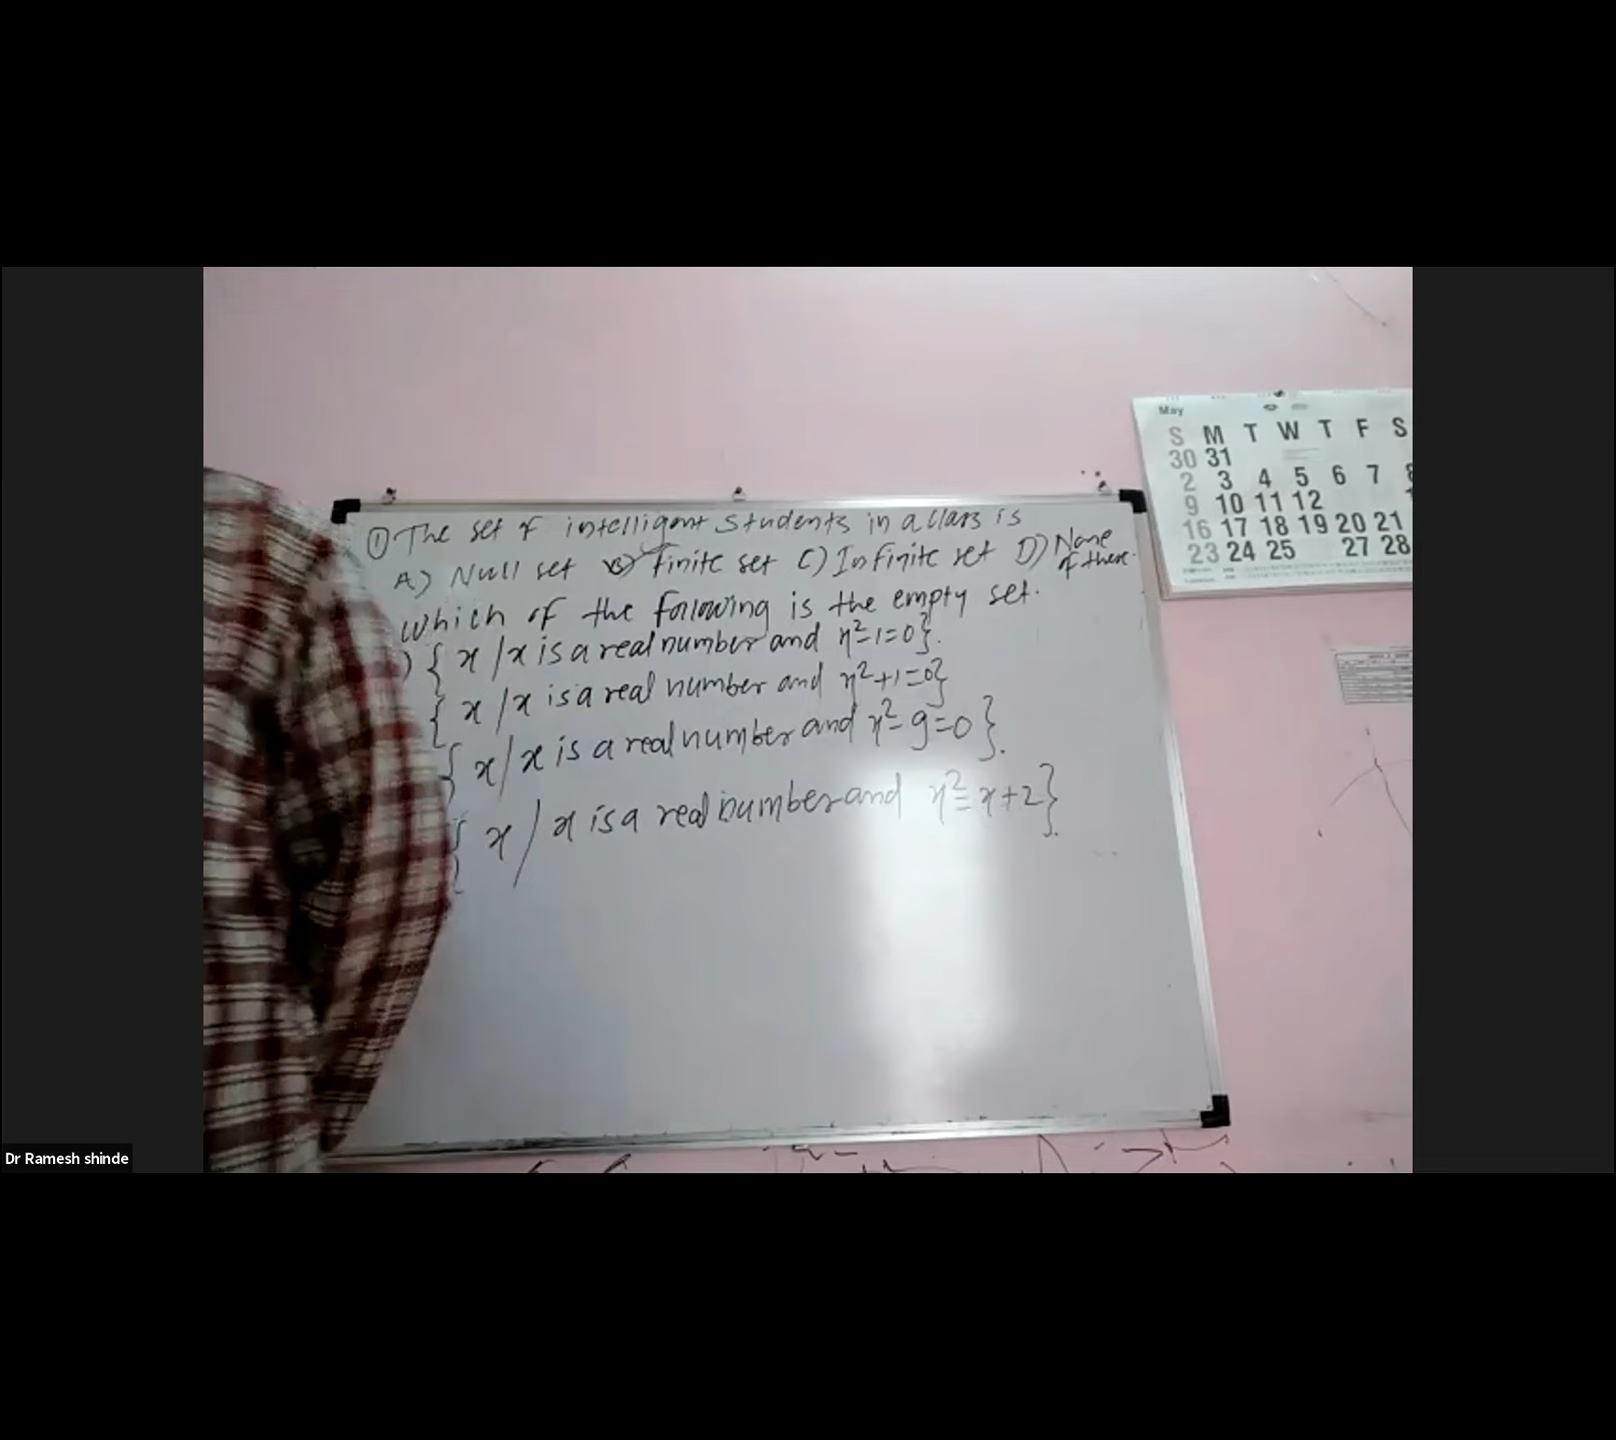 May
S M T W T F S
30 31
2 3 4 5 6 7 8
9 10 11 12
16 17 18 19 20 21
23 24 25 27 28
① The set of intelligent students in a class is
A) Null set B) finite set C) Infinite set D) None of these.
Which of the following is the empty set.
) { x / x is a real number and x²-1=0}.
{ x / x is a real number and x²+1=0}
{ x / x is a real number and x²-9=0}.
{ x / x is a real number and x²=x+2}.
Dr Ramesh shinde